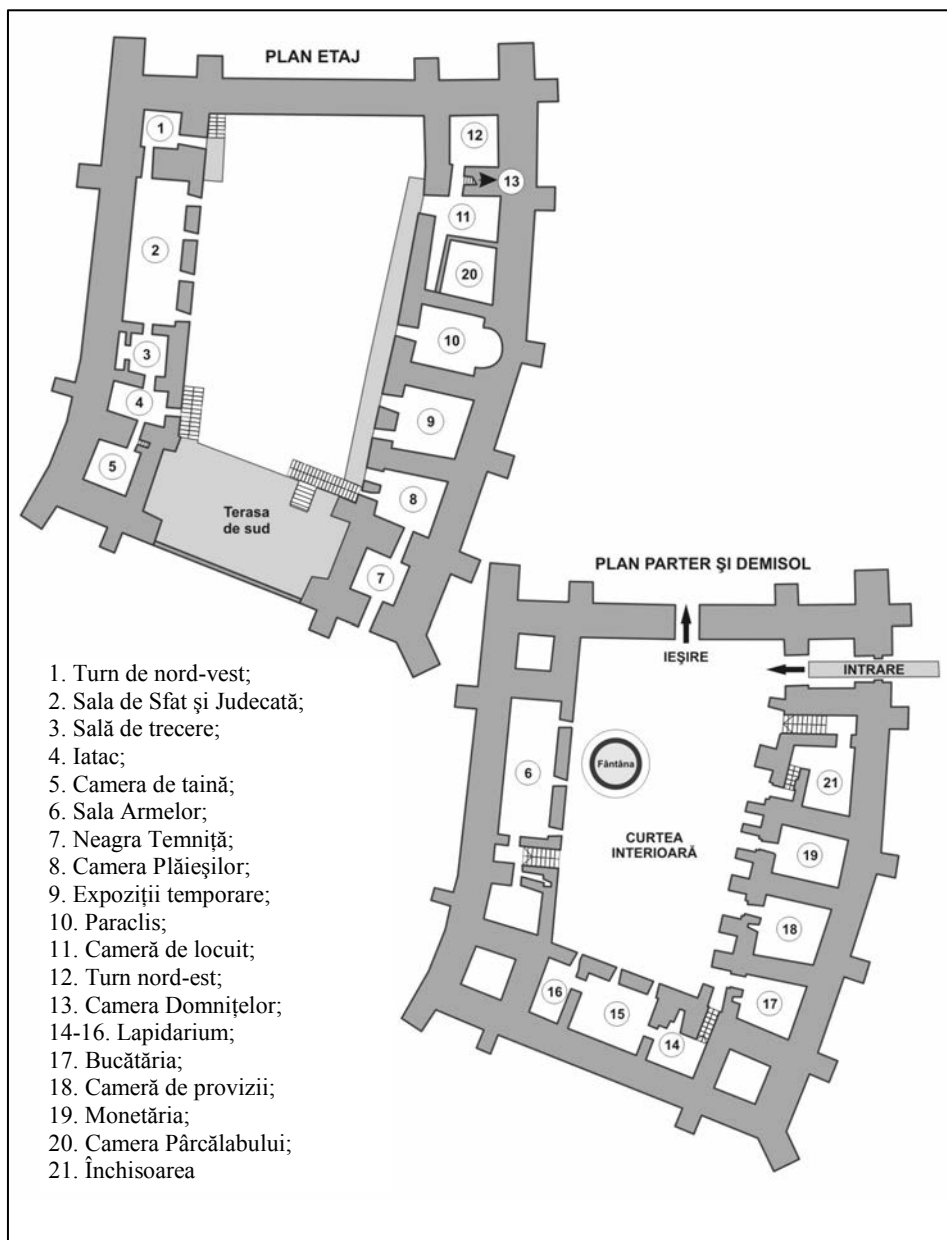 PLAN ETAJ
1
12
13
11
2
20
10
3
4
9
5
8
Terasa
de sud
7
PLAN PARTER ŞI DEMISOL
IEŞIRE
INTRARE
6
Fântâna
21
CURTEA
INTERIOARĂ
19
18
17
16
15
14
1. Turn de nord-vest;
2. Sala de Sfat şi Judecată;
3. Sală de trecere;
4. Iatac;
5. Camera de taină;
6. Sala Armelor;
7. Neagra Temniţă;
8. Camera Plăieşilor;
9. Expoziţii temporare;
10. Paraclis;
11. Cameră de locuit;
12. Turn nord-est;
13. Camera Domniţelor;
14-16. Lapidarium;
17. Bucătăria;
18. Cameră de provizii;
19. Monetăria;
20. Camera Pârcălabului;
21. Închisoarea